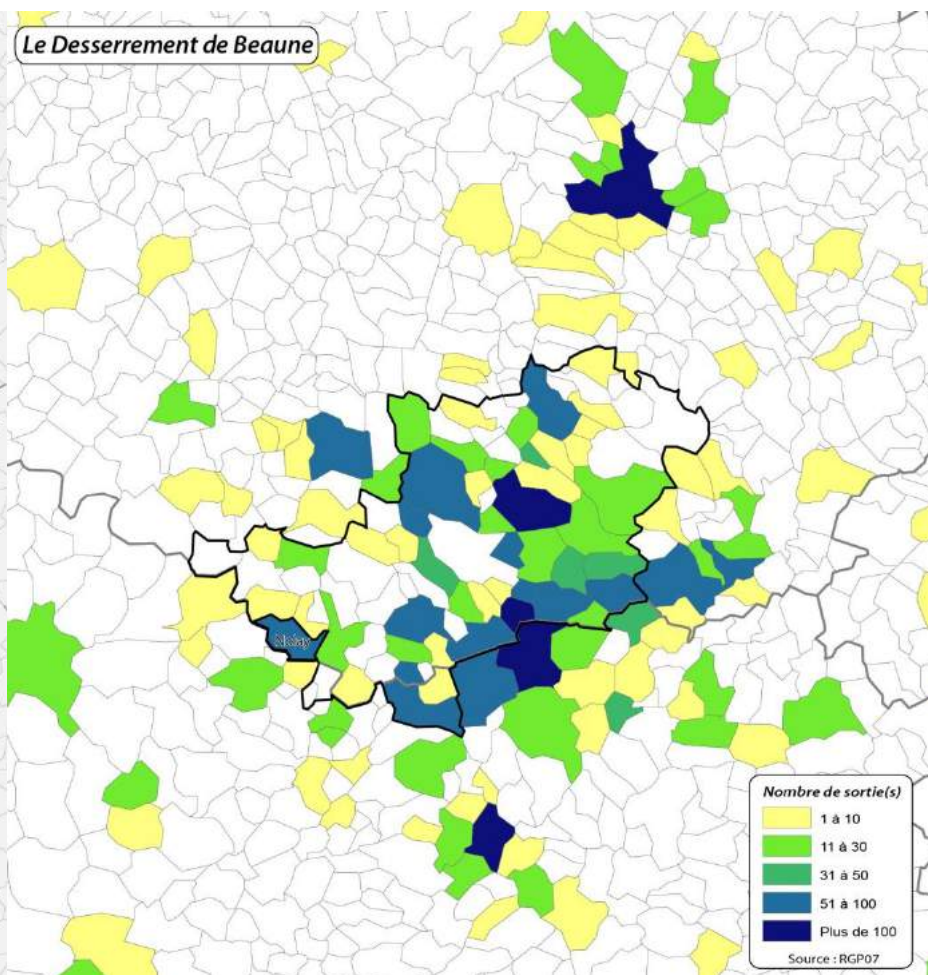 Le Desserrement de Beaune
Nolay
Nombre de sortie(s)
1 à 10
11 à 30
31 à 50
51 à 100
Plus de 100
Source : RGP07